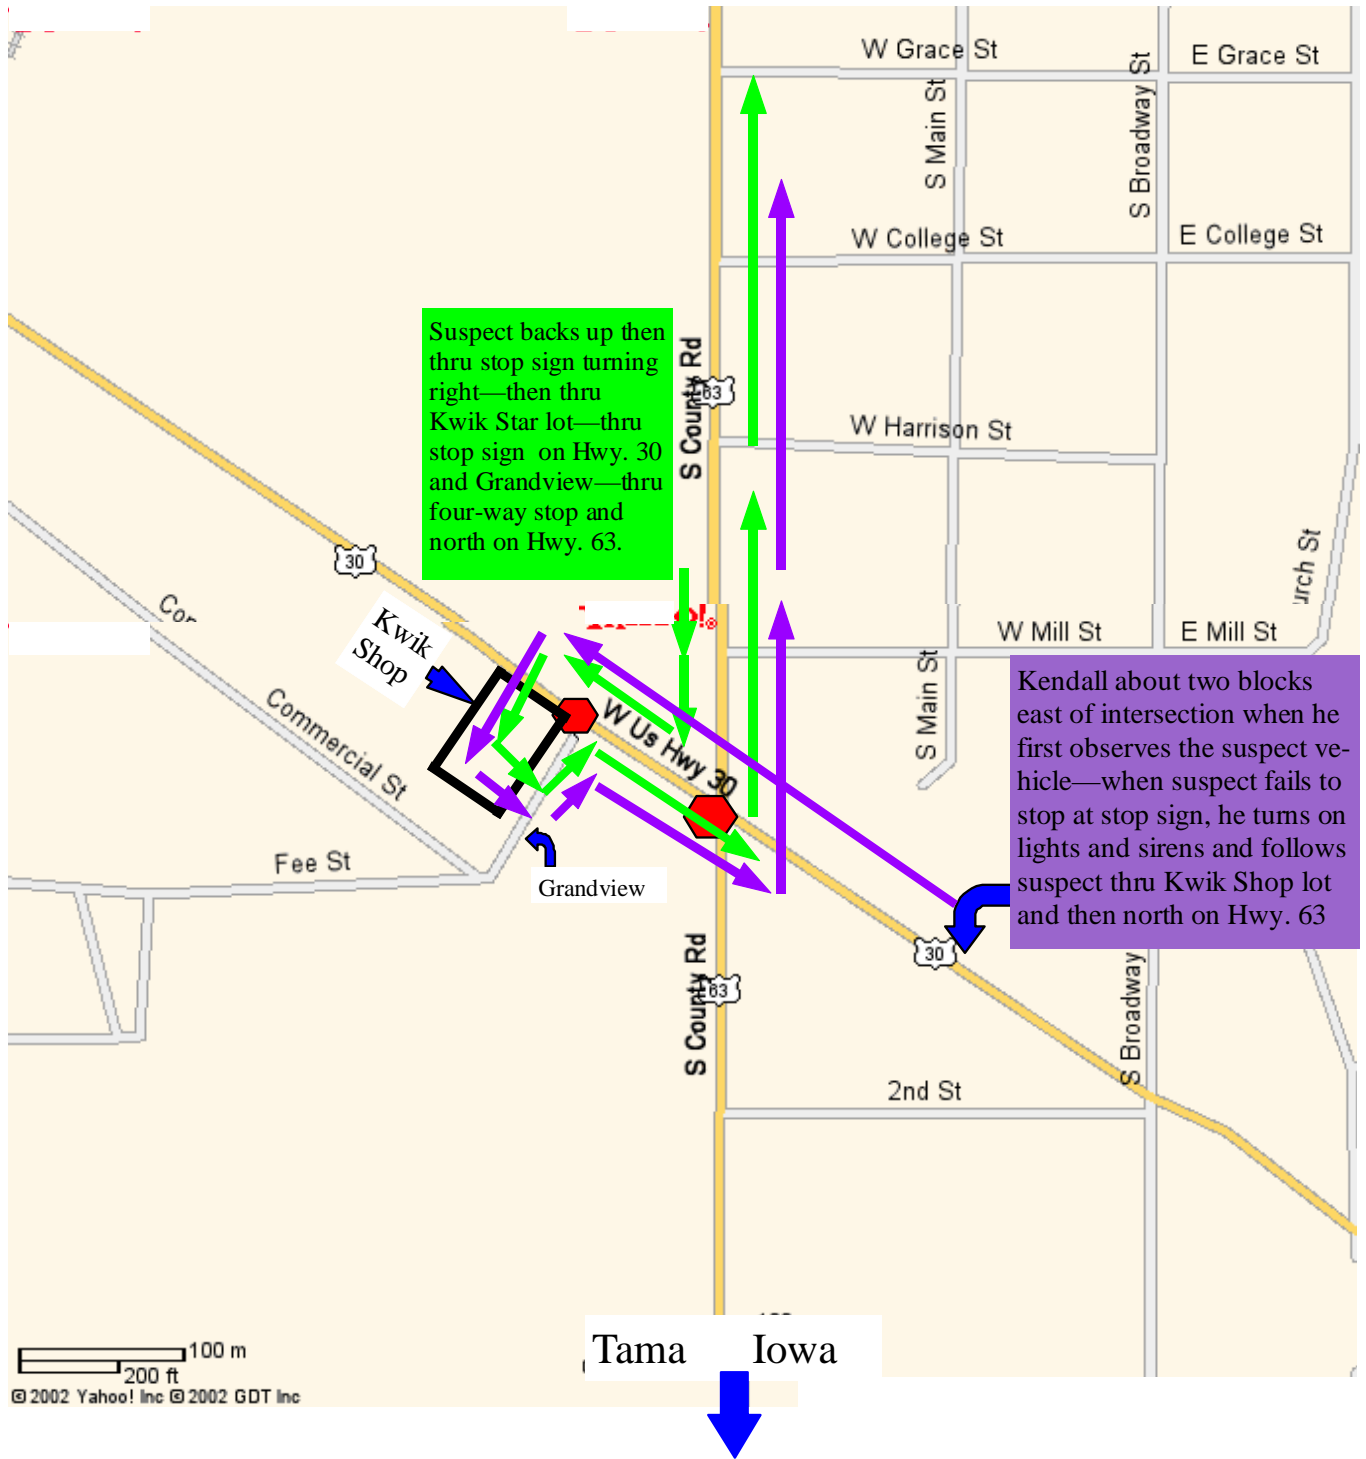 W Grace St
E Grace St
S Main St
S Broadway St
W College St
E College St
Suspect backs up then
thru stop sign turning
right—then thru
Kwik Star lot—thru
stop sign on Hwy. 30
and Grandview—thru
four-way stop and
north on Hwy. 63.
S County Rd
63
W Harrison St
30
Kwik
Shop
W Mill St
E Mill St
S Main St
Commercial St
W Us Hwy 30
Kendall about two blocks
east of intersection when he
first observes the suspect ve-
hicle—when suspect fails to
stop at stop sign, he turns on
lights and sirens and follows
suspect thru Kwik Shop lot
and then north on Hwy. 63
Fee St
Grandview
30
S County Rd
63
S Broadway
2nd St
Tama Iowa
100 m
200 ft
© 2002 Yahoo! Inc © 2002 GDT Inc